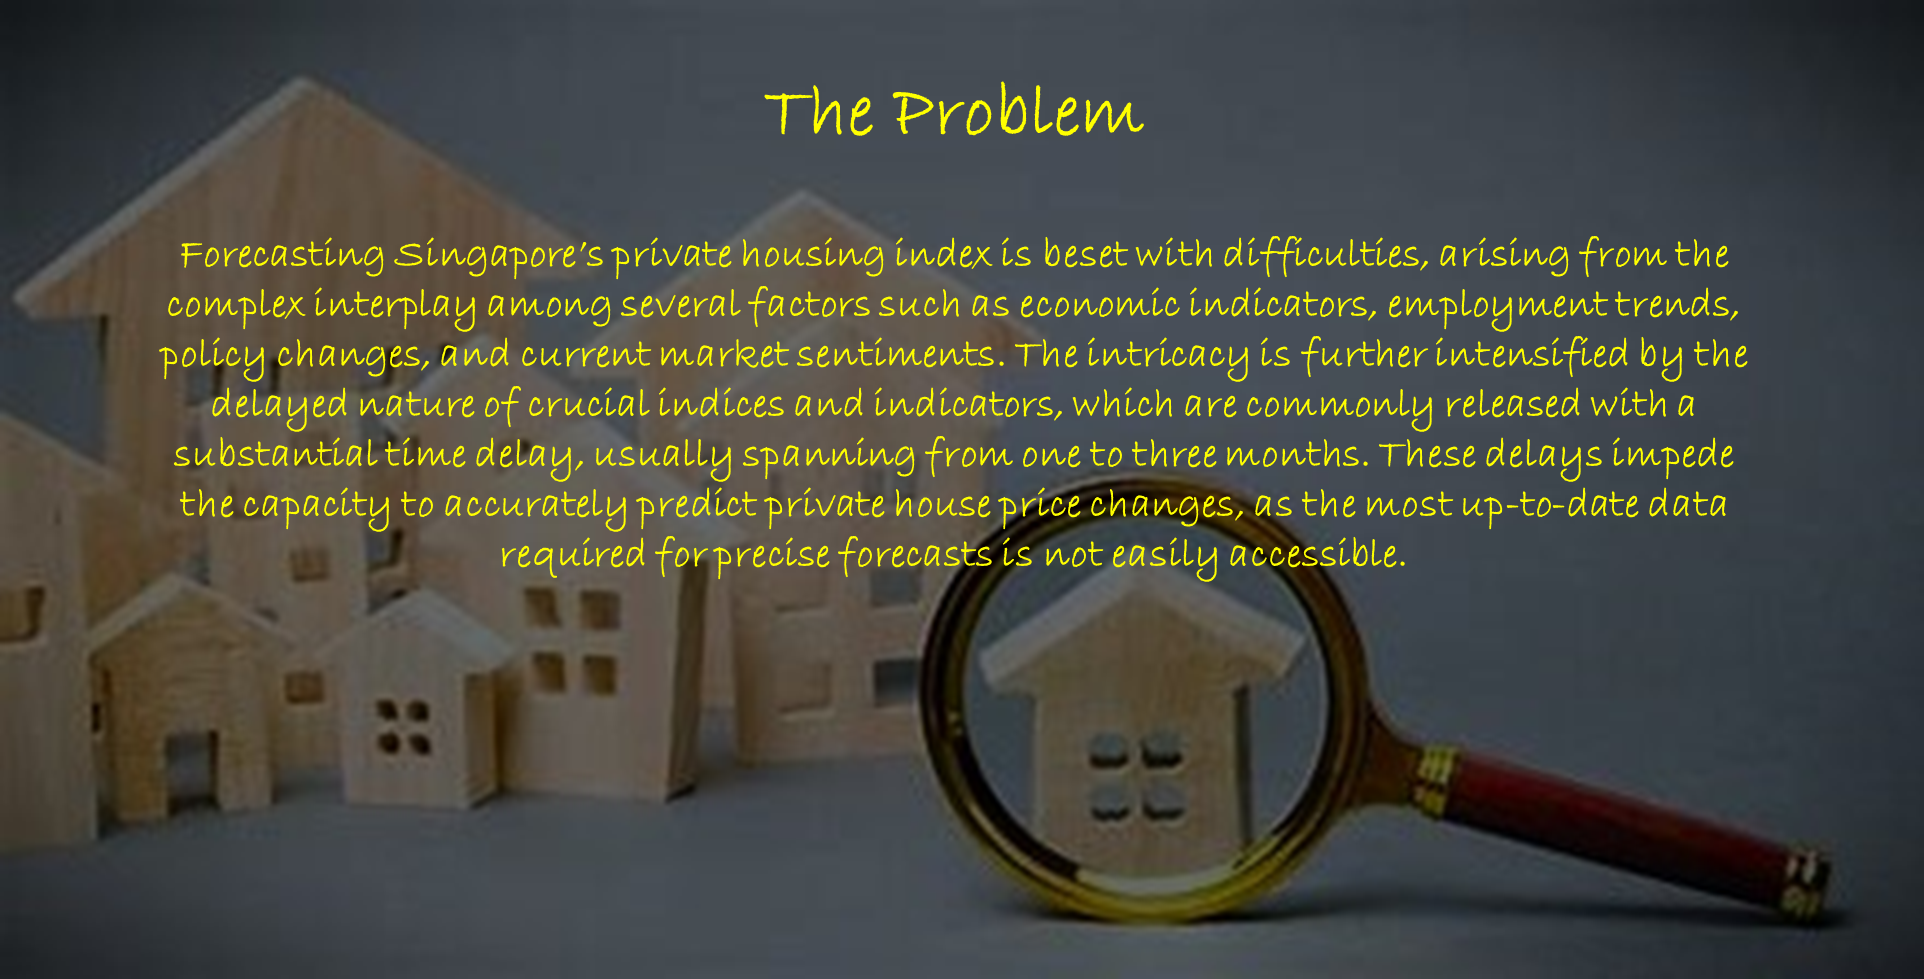 The Problem
Forecasting Singapore’s private housing index is beset with difficulties, arising from the
complex interplay among several factors such as economic indicators, employment trends,
policy changes, and current market sentiments. The intricacy is further intensified by the
delayed nature of crucial indices and indicators, which are commonly released with a
substantial time delay, usually spanning from one to three months. These delays impede
the capacity to accurately predict private house price changes, as the most up-to-date data
required for precise forecasts is not easily accessible.